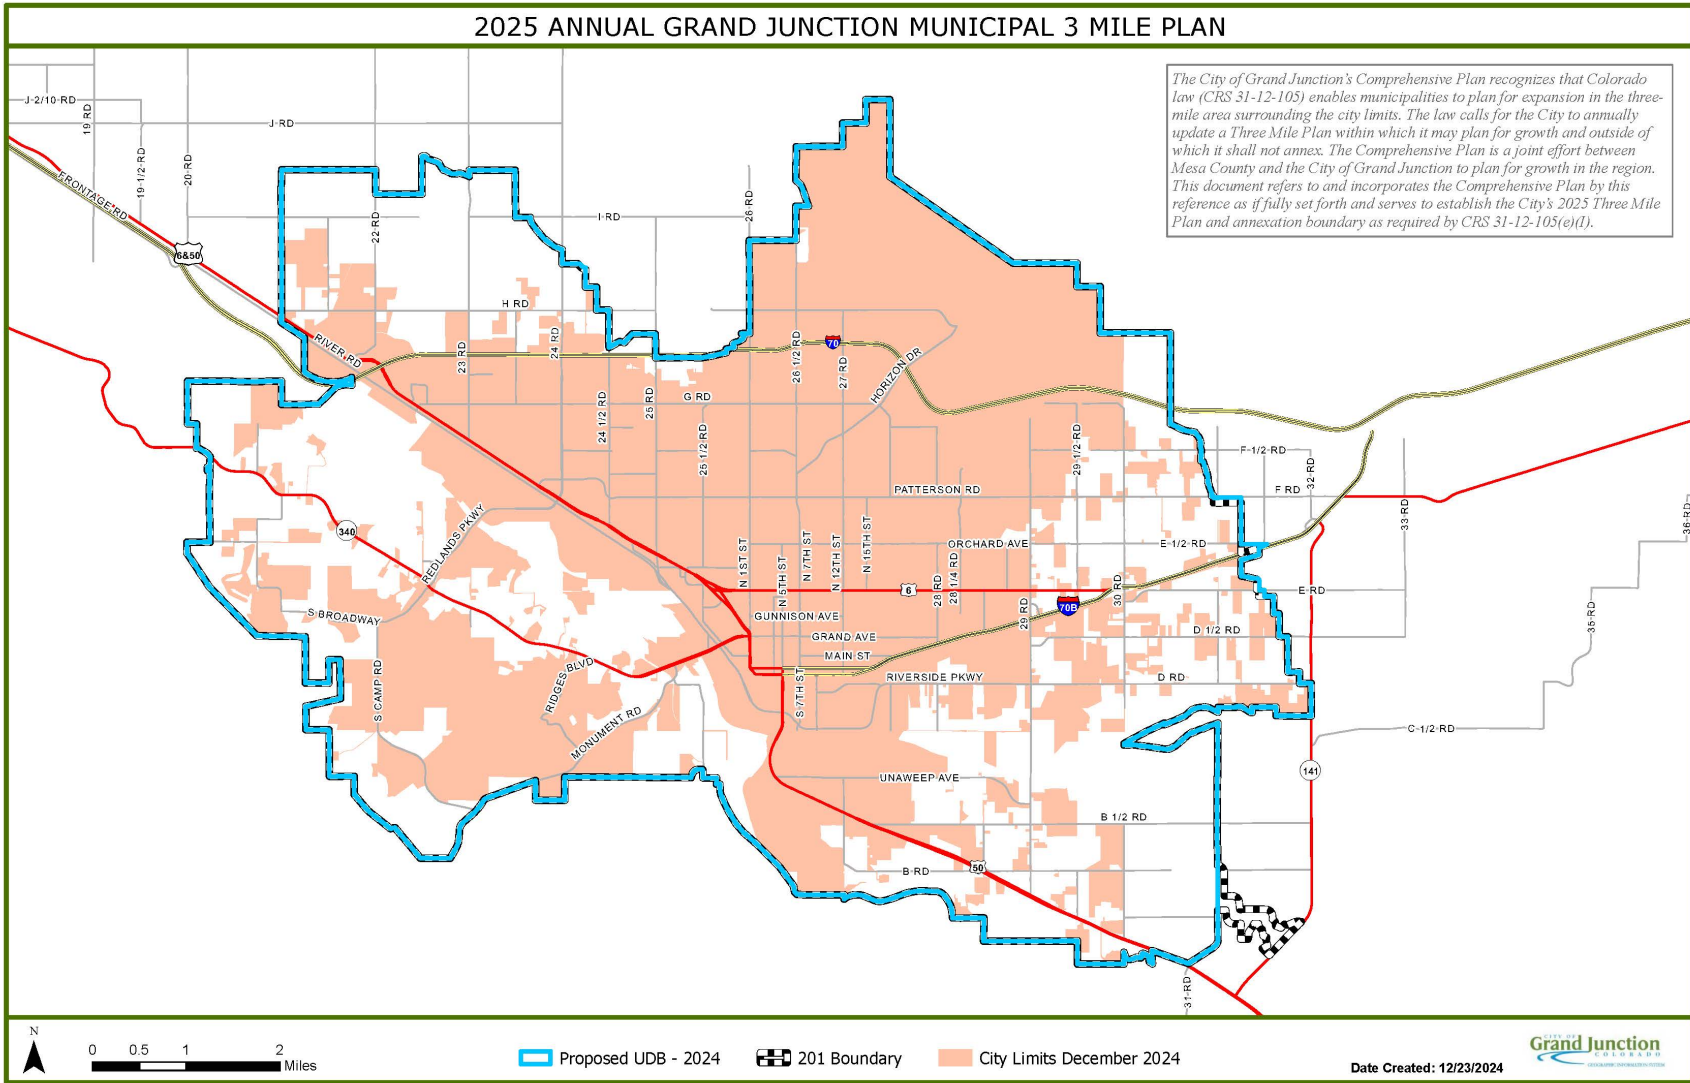 2025 ANNUAL GRAND JUNCTION MUNICIPAL 3 MILE PLAN
The City of Grand Junction's Comprehensive Plan recognizes that Colorado
law (CRS 31-12-105) enables municipalities to plan for expansion in the three-
mile area surrounding the city limits. The law calls for the City to annually
update a Three Mile Plan within which it may plan for growth and outside of
which it shall not annex. The Comprehensive Plan is a joint effort between
Mesa County and the City of Grand Junction to plan for growth in the region.
This document refers to and incorporates the Comprehensive Plan by this
reference as if fully set forth and serves to establish the City's 2025 Three Mile
Plan and annexation boundary as required by CRS 31-12-105(e)(I).
J-2/10-RD
19 RD
J-RD
19-1/2-RD
20-RD
FRONTAGE RD
22-RD
I-RD
26-RD
6&50
H RD
RIVER RD
23 RD
24 RD
26 1/2 RD
70
27 RD
HORIZON DR
24 1/2 RD
25 RD
G RD
25 1/2 RD
29-1/2-RD
F-1/2-RD
32-RD
PATTERSON RD
F RD
33-RD
36-RD
340
REDLANDS PKWY
N 1ST ST
N 5TH ST
N 7TH ST
N 12TH ST
N 15TH ST
ORCHARD AVE
28 RD
28 1/4 RD
E 1/2 RD
6
29 RD
70B
30 RD
E RD
35-RD
S BROADWAY
GUNNISON AVE
GRAND AVE
D 1/2 RD
MAIN ST
RIDGES BLVD
S CAMP RD
S 7TH ST
RIVERSIDE PKWY
D RD
MONUMENT RD
C-1/2-RD
141
UNAWEEP AVE
B 1/2 RD
B RD
50
31-RD
N
0 0.5 1 2
Miles
Proposed UDB - 2024
201 Boundary
City Limits December 2024
Date Created: 12/23/2024
CITY OF
Grand Junction
COLORADO
GEOGRAPHIC INFORMATION SYSTEM